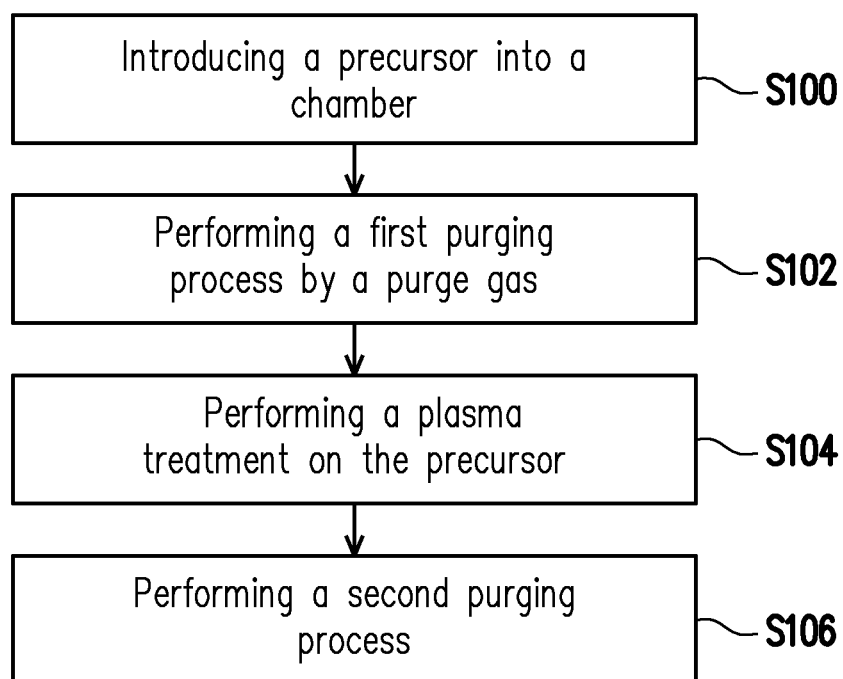 Introducing a precursor into a
chamber
S100
Performing a first purging
process by a purge gas
S102
Performing a plasma
treatment on the precursor
S104
Performing a second purging
process
S106